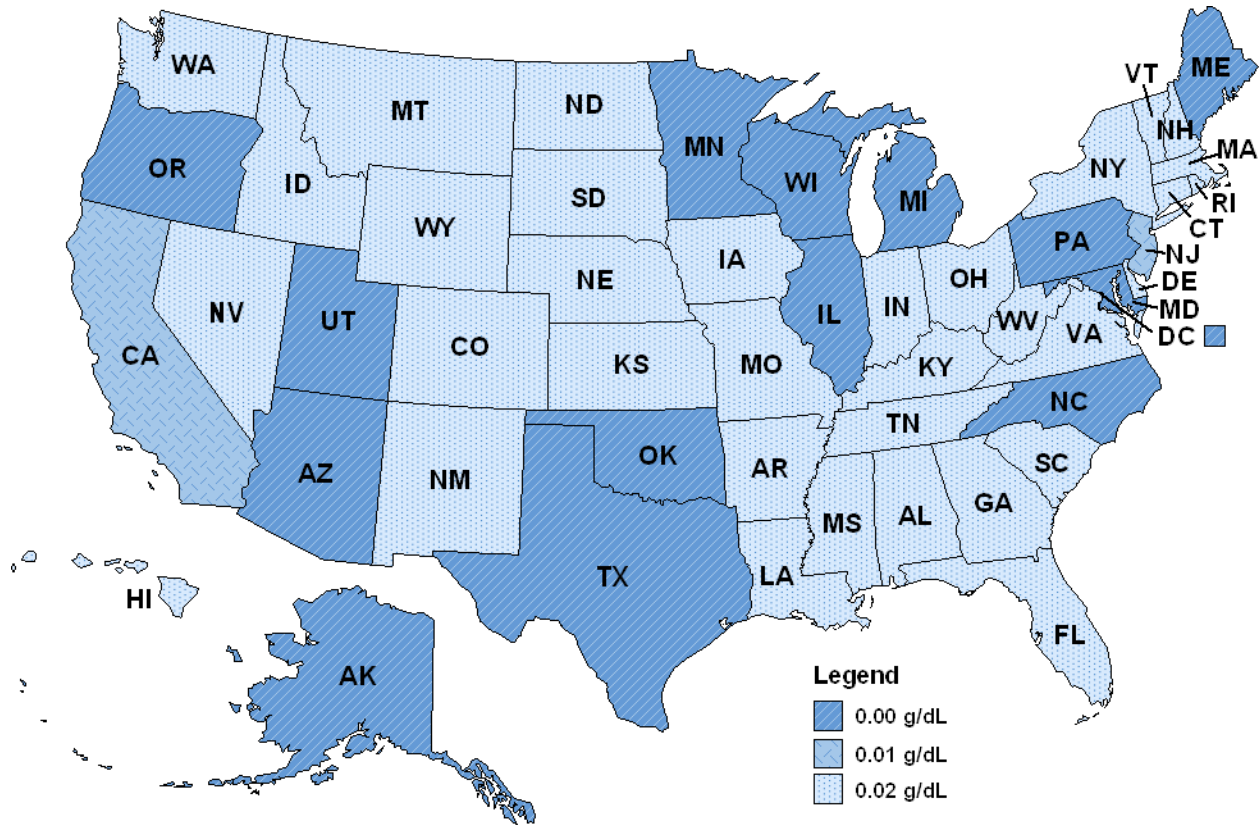 WA
MT
ND
MN
VT
ME
NH
MA
OR
ID
SD
WI
MI
NY
RI
CT
WY
IA
PA
NJ
NE
OH
DE
NV
UT
IL
IN
MD
WV
VA
DC
CA
CO
KS
MO
KY
NC
TN
AZ
NM
OK
AR
SC
MS
AL
GA
TX
LA
HI
FL
AK
Legend
0.00 g/dL
0.01 g/dL
0.02 g/dL